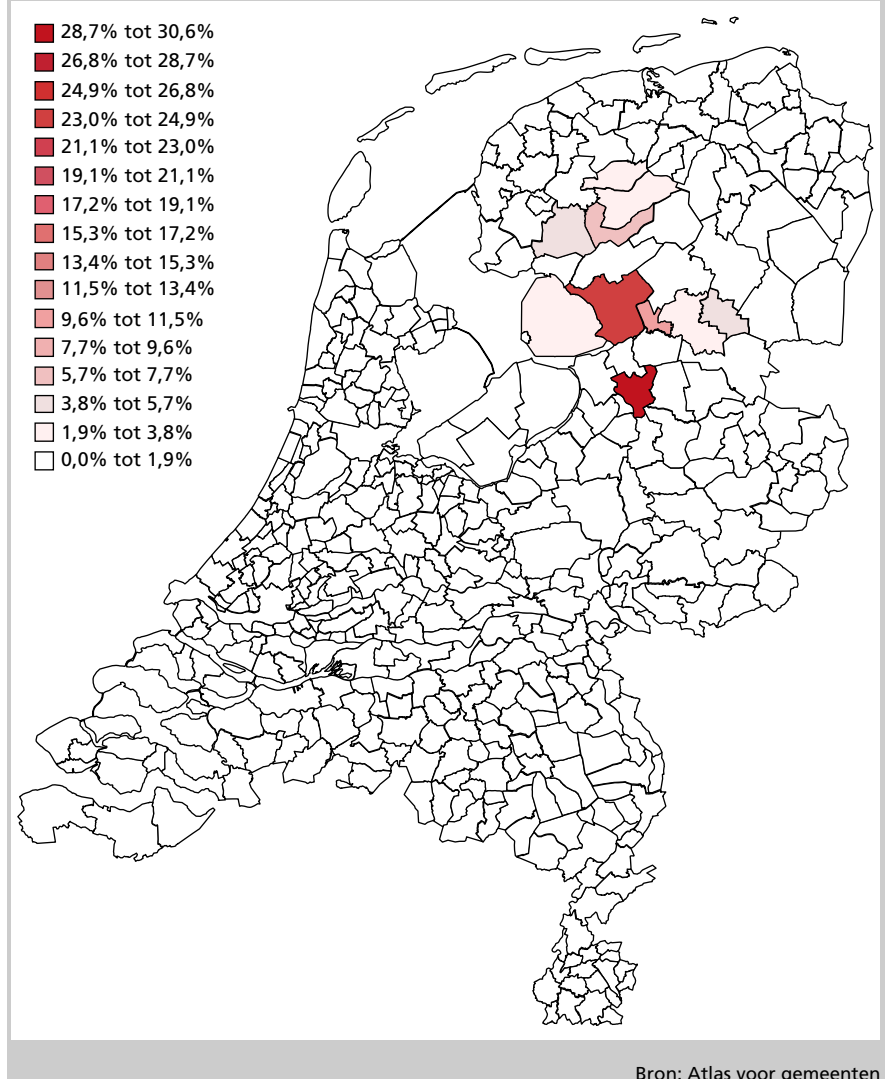 28,7% tot 30,6%
26,8% tot 28,7%
24,9% tot 26,8%
23,0% tot 24,9%
21,1% tot 23,0%
19,1% tot 21,1%
17,2% tot 19,1%
15,3% tot 17,2%
13,4% tot 15,3%
11,5% tot 13,4%
9,6% tot 11,5%
7,7% tot 9,6%
5,7% tot 7,7%
3,8% tot 5,7%
1,9% tot 3,8%
0,0% tot 1,9%
Bron: Atlas voor gemeenten